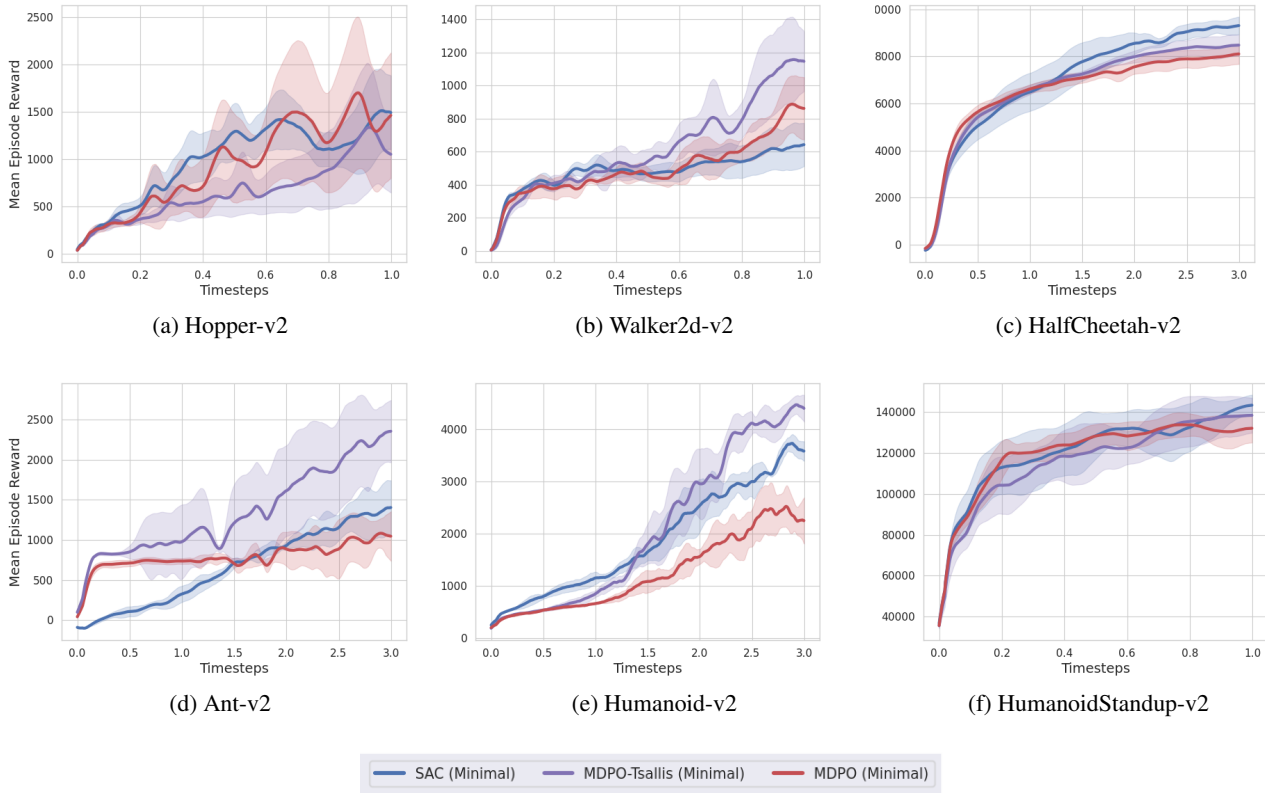 2500
2000
1500
1000
500
0
Mean Episode Reward
0.0 0.2 0.4 0.6 0.8 1.0
Timesteps
(a) Hopper-v2
1400
1200
1000
800
600
400
200
0
0.0 0.2 0.4 0.6 0.8 1.0
Timesteps
(b) Walker2d-v2
0000
8000
6000
4000
2000
0
0.0 0.5 1.0 1.5 2.0 2.5 3.0
Timesteps
(c) HalfCheetah-v2
2500
2000
1500
1000
500
0
Mean Episode Reward
0.0 0.5 1.0 1.5 2.0 2.5 3.0
Timesteps
(d) Ant-v2
4000
3000
2000
1000
0
0.0 0.5 1.0 1.5 2.0 2.5 3.0
Timesteps
(e) Humanoid-v2
140000
120000
100000
80000
60000
40000
0.0 0.2 0.4 0.6 0.8 1.0
Timesteps
(f) HumanoidStandup-v2
SAC (Minimal) MDPO-Tsallis (Minimal) MDPO (Minimal)